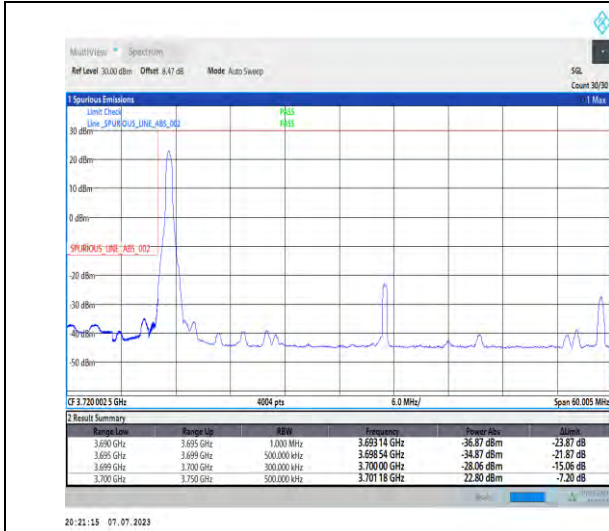 MultiView Spectrum
Ref Level 30.00 dBm Offset 8.47 dB Mode Auto Sweep SGL
Count 30/30
1 Spurious Emissions 1 Max
Limit Check PASS
Line _SPURIOUS_LINE_ABS_002 PASS
30 dBm
20 dBm
10 dBm
0 dBm
SPURIOUS_LINE_ABS_002
-20 dBm
-30 dBm
-40 dBm
-50 dBm
CF 3.720 002 5 GHz 4004 pts 6.0 MHz/ Span 60.005 MHz
2 Result Summary
Range Low Range Up RBW Frequency Power Abs ΔLimit
3.690 GHz 3.695 GHz 1.000 MHz 3.693 14 GHz -36.87 dBm -23.87 dB
3.695 GHz 3.699 GHz 500.000 kHz 3.698 54 GHz -34.87 dBm -21.87 dB
3.699 GHz 3.700 GHz 300.000 kHz 3.700 00 GHz -28.06 dBm -15.06 dB
3.700 GHz 3.750 GHz 500.000 kHz 3.701 18 GHz 22.80 dBm -7.20 dB
20:21:15 07.07.2023